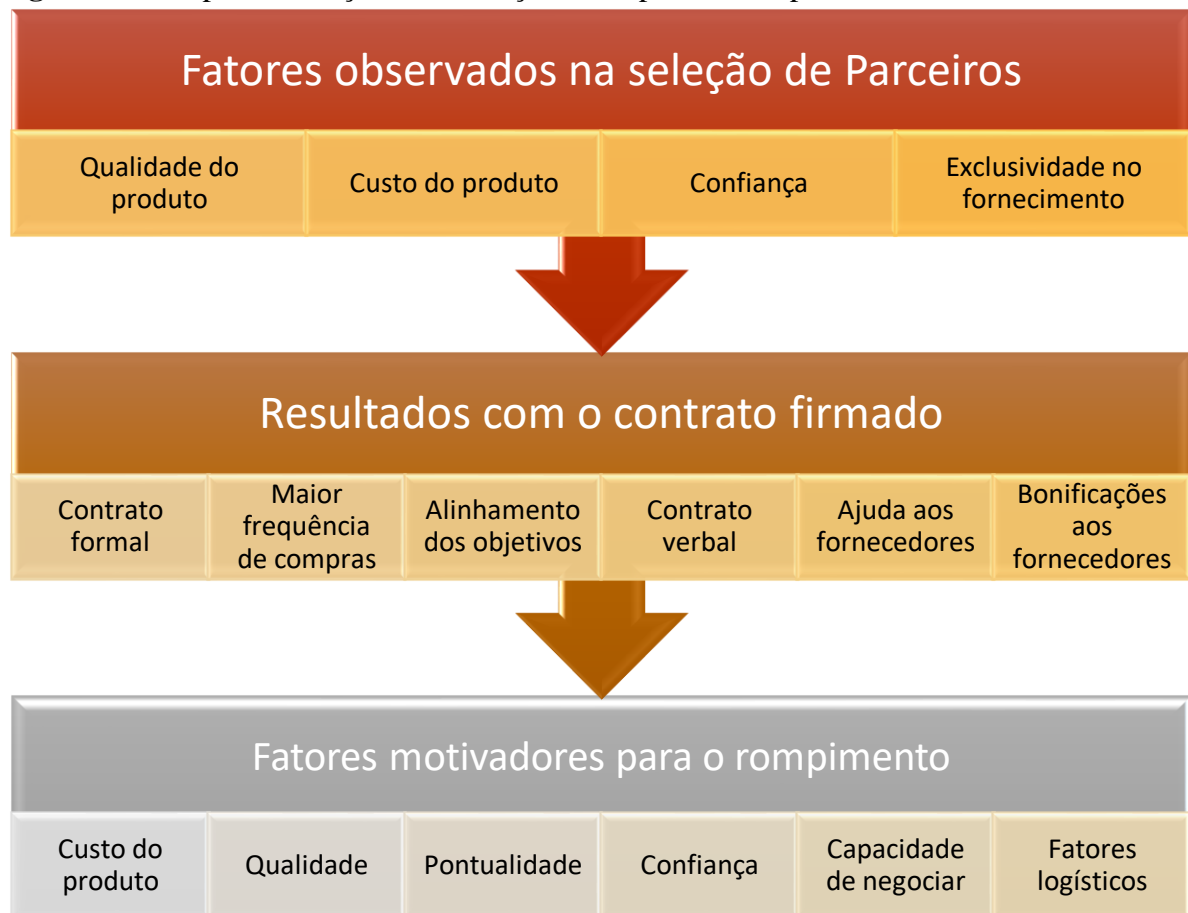 Fatores observados na seleção de Parceiros
Qualidade do
produto
Custo do produto
Confiança
Exclusividade no
fornecimento
Resultados com o contrato firmado
Contrato
formal
Maior
frequência
de compras
Alinhamento
dos objetivos
Contrato
verbal
Ajuda aos
fornecedores
Bonificações
aos
fornecedores
Fatores motivadores para o rompimento
Custo do
produto
Qualidade
Pontualidade
Confiança
Capacidade
de negociar
Fatores
logísticos